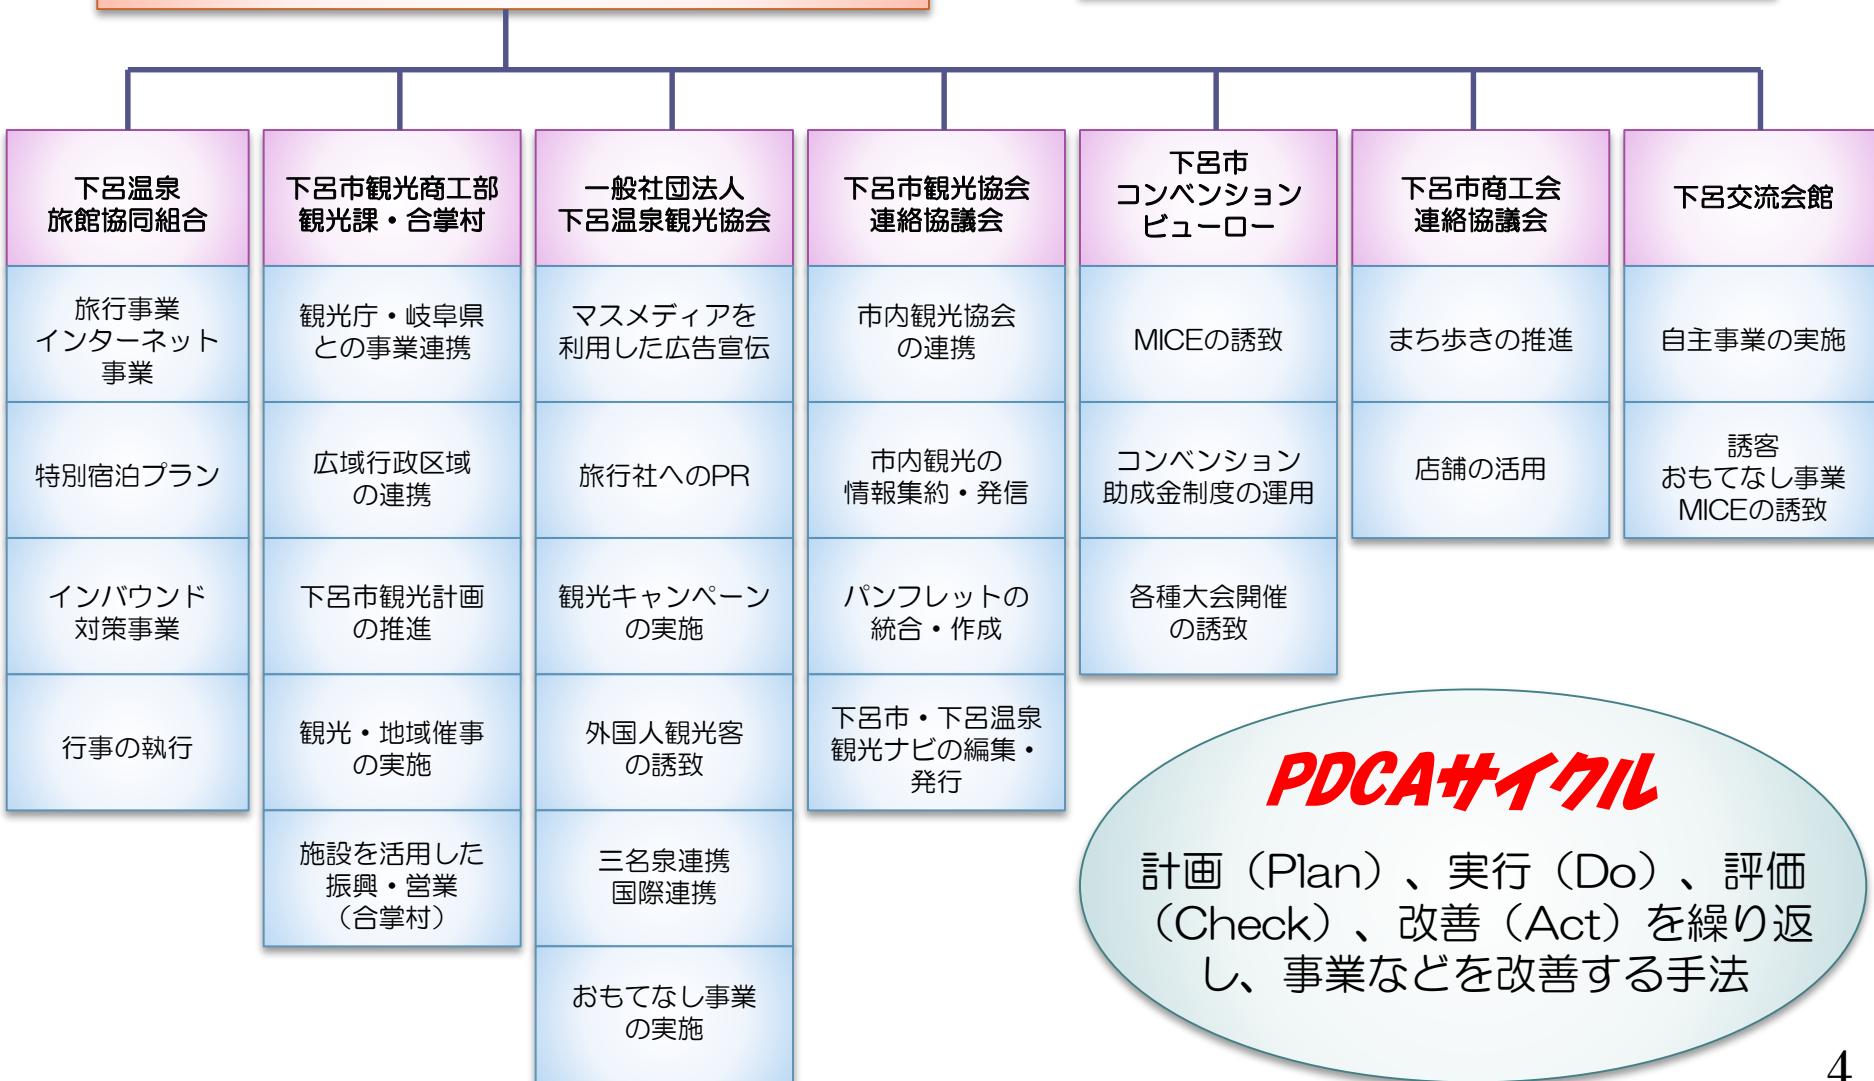 下呂温泉
旅館協同組合
旅行事業
インターネット
事業
特別宿泊プラン
インバウンド
対策事業
行事の執行
下呂市観光商工部
観光課・合掌村
観光庁・岐阜県
との事業連携
広域行政区域
の連携
下呂市観光計画
の推進
観光・地域催事
の実施
施設を活用した
振興・営業
（合掌村）
一般社団法人
下呂温泉観光協会
マスメディアを
利用した広告宣伝
旅行社へのPR
観光キャンペーン
の実施
外国人観光客
の誘致
三名泉連携
国際連携
おもてなし事業
の実施
下呂市観光協会
連絡協議会
市内観光協会
の連携
市内観光の
情報集約・発信
パンフレットの
統合・作成
下呂市・下呂温泉
観光ナビの編集・
発行
下呂市
コンベンション
ビューロー
MICEの誘致
コンベンション
助成金制度の運用
各種大会開催
の誘致
下呂市商工会
連絡協議会
まち歩きの推進
店舗の活用
下呂交流会館
自主事業の実施
誘客
おもてなし事業
MICEの誘致
PDCAサイクル
計画（Plan）、実行（Do）、評価
（Check）、改善（Act）を繰り返
し、事業などを改善する手法
4